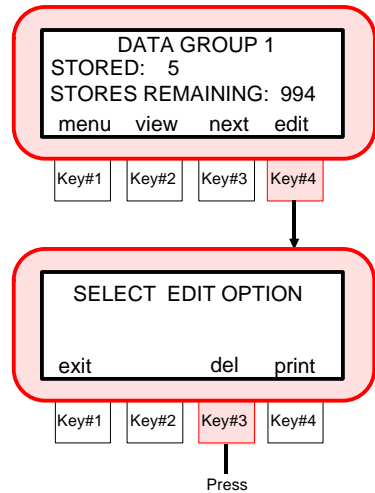 DATA GROUP 1
STORED: 5
STORES REMAINING: 994
menu view next edit
Key#1 Key#2 Key#3 Key#4
SELECT EDIT OPTION
exit del print
Key#1 Key#2 Key#3 Key#4
Press